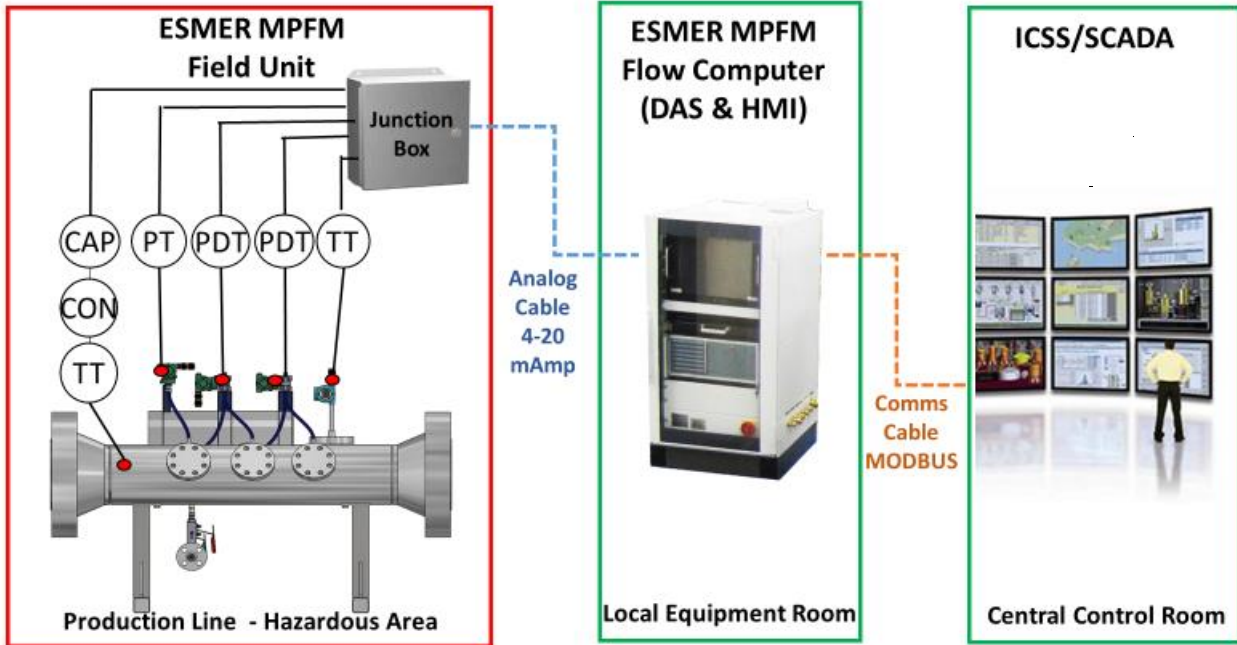 ESMER MPFM
Field Unit
Junction
Box
CAP
PT
PDT
PDT
TT
CON
TT
Production Line - Hazardous Area
Analog
Cable
4-20
mAmp
ESMER MPFM
Flow Computer
(DAS & HMI)
Local Equipment Room
Comms
Cable
MODBUS
ICSS/SCADA
Central Control Room